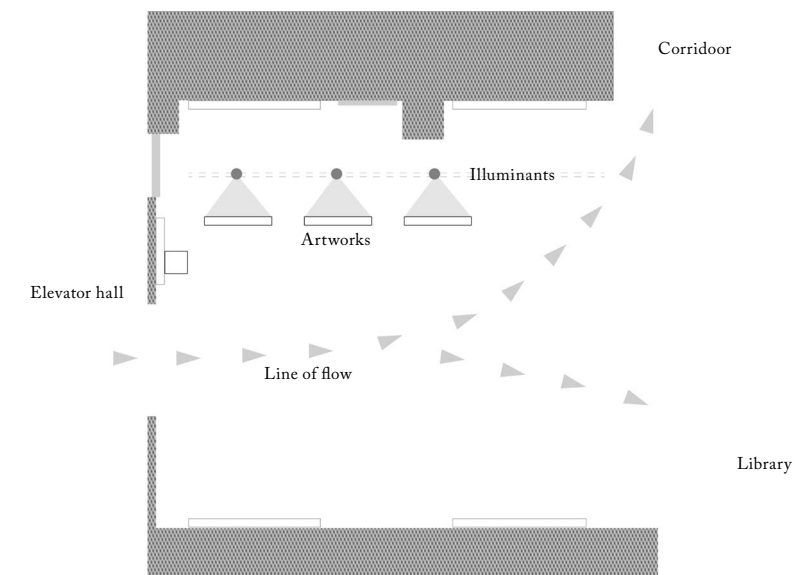 Corridoor
Illuminants
Artworks
Elevator hall
Line of flow
Library